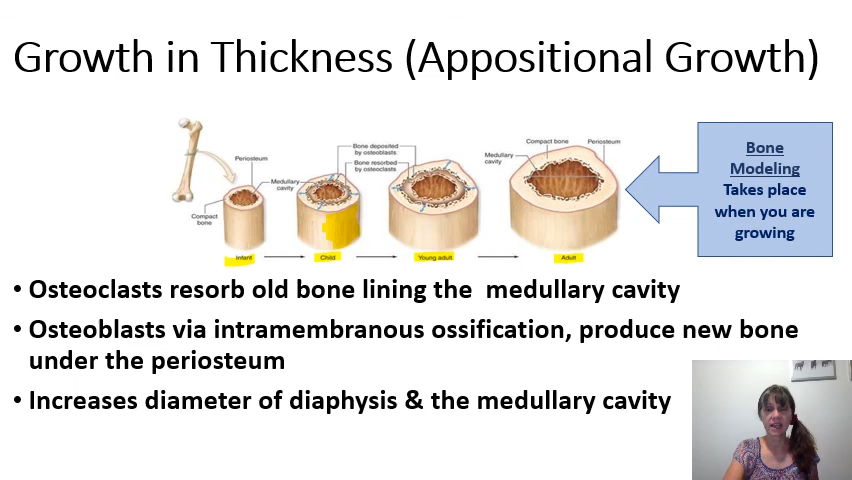 Growth in Thickness (Appositional Growth)
Periosteum
Medullary
cavity
Compact
bone
Bone deposited
by osteoblasts
Bone resorbed
by osteoclasts
Medullary
cavity
Compact bone
Periosteum
Infant
Child
Young adult
Adult
Bone
Modeling
Takes place
when you are
growing
• Osteoclasts resorb old bone lining the medullary cavity
• Osteoblasts via intramembranous ossification, produce new bone
under the periosteum
• Increases diameter of diaphysis & the medullary cavity